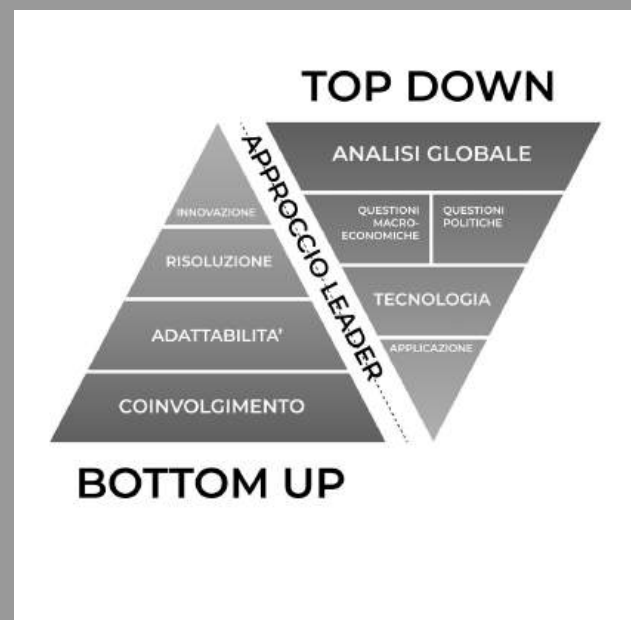 TOP DOWN
ANALISI GLOBALE
QUESTIONI
MACRO-
ECONOMICHE
QUESTIONI
POLITICHE
TECNOLOGIA
APPLICAZIONE
APPROCCIO LEADER
INNOVAZIONE
RISOLUZIONE
ADATTABILITA'
COINVOLGIMENTO
BOTTOM UP